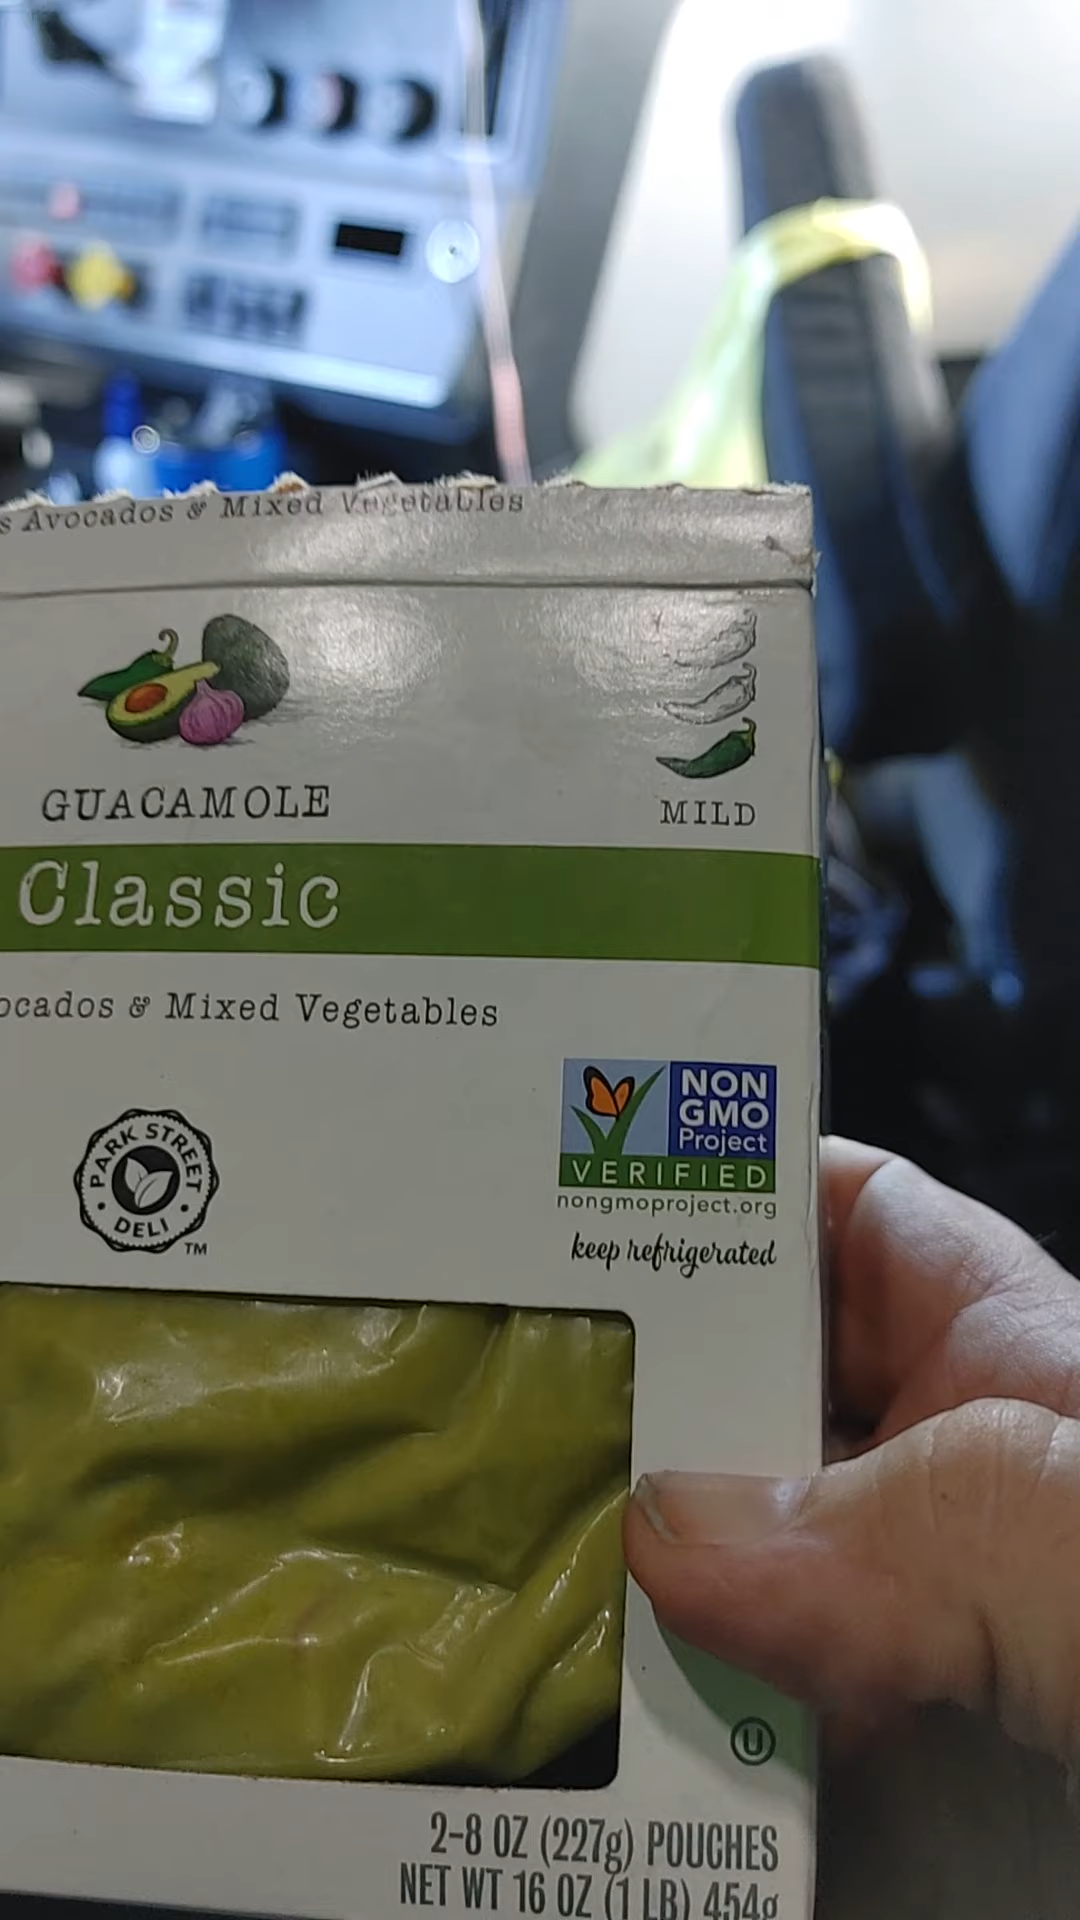 s Avocados & Mixed Vegetables
GUACAMOLE
MILD
Classic
ocados & Mixed Vegetables
PARK STREET
DELI
TM
NON
GMO
Project
VERIFIED
nongmoproject.org
keep refrigerated
U
2-8 OZ (227g) POUCHES
NET WT 16 OZ (1 LB) 454g